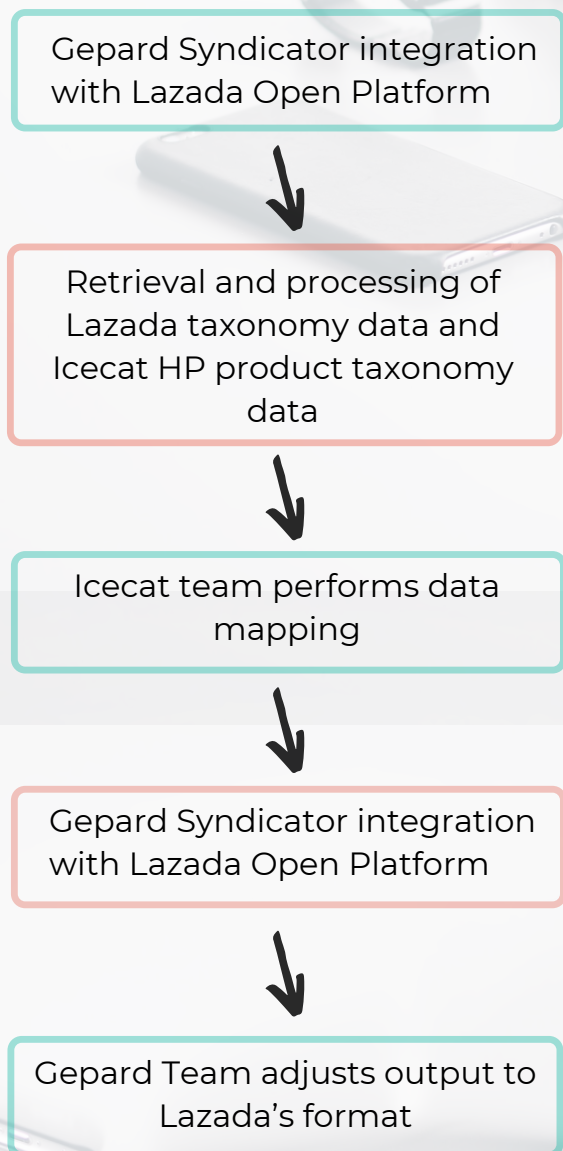 Gepard Syndicator integration
with Lazada Open Platform
Retrieval and processing of
Lazada taxonomy data and
Icecat HP product taxonomy
data
Icecat team performs data
mapping
Gepard Syndicator integration
with Lazada Open Platform
Gepard Team adjusts output to
Lazada's format